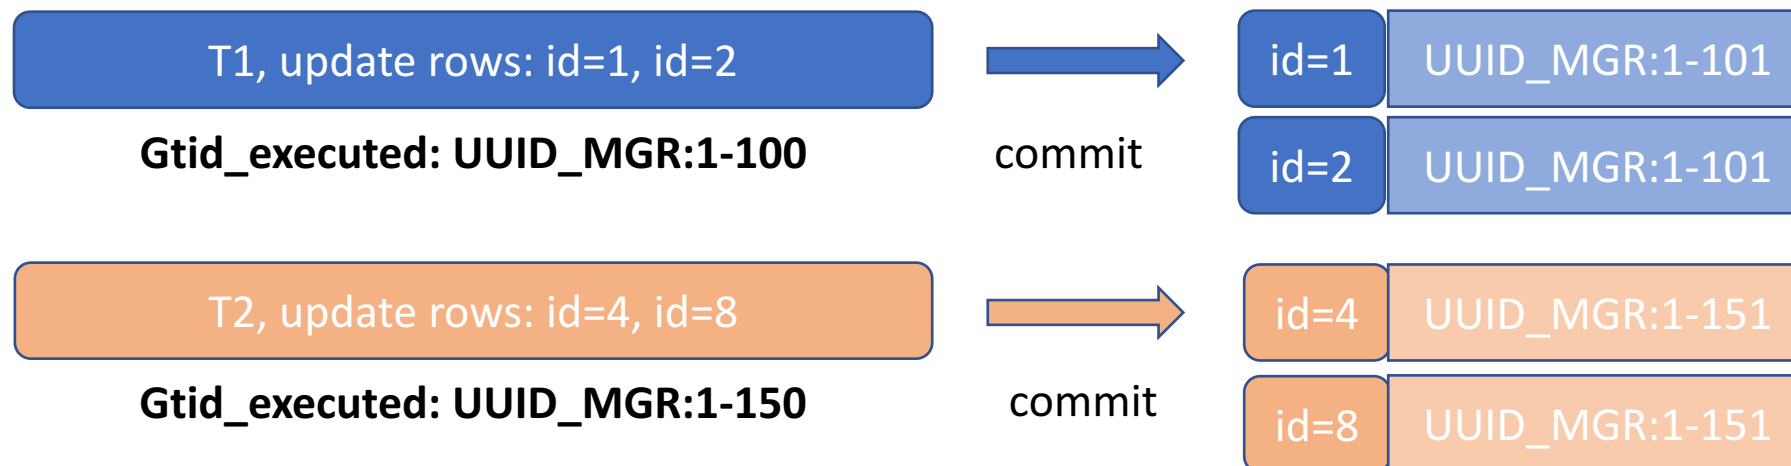 T1, update rows: id=1, id=2
id=1 UUID_MGR:1-101
Gtid_executed: UUID_MGR:1-100
commit
id=2 UUID_MGR:1-101
T2, update rows: id=4, id=8
id=4 UUID_MGR:1-151
Gtid_executed: UUID_MGR:1-150
commit
id=8 UUID_MGR:1-151